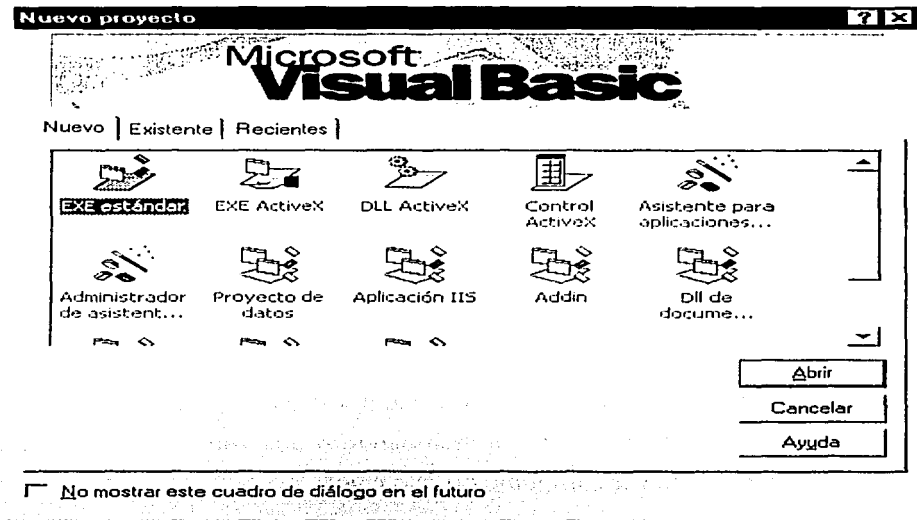 Nuevo proyecto
Microsoft
Visual Basic
Nuevo
Existente
Recientes
EXE estándar
EXE ActiveX
DLL ActiveX
Control
ActiveX
Asistente para
aplicaciones...
Administrador
de asistent...
Proyecto de
datos
Aplicación IIS
Addin
Dll de
docume...
Abrir
Cancelar
Ayuda
No mostrar este cuadro de diálogo en el futuro